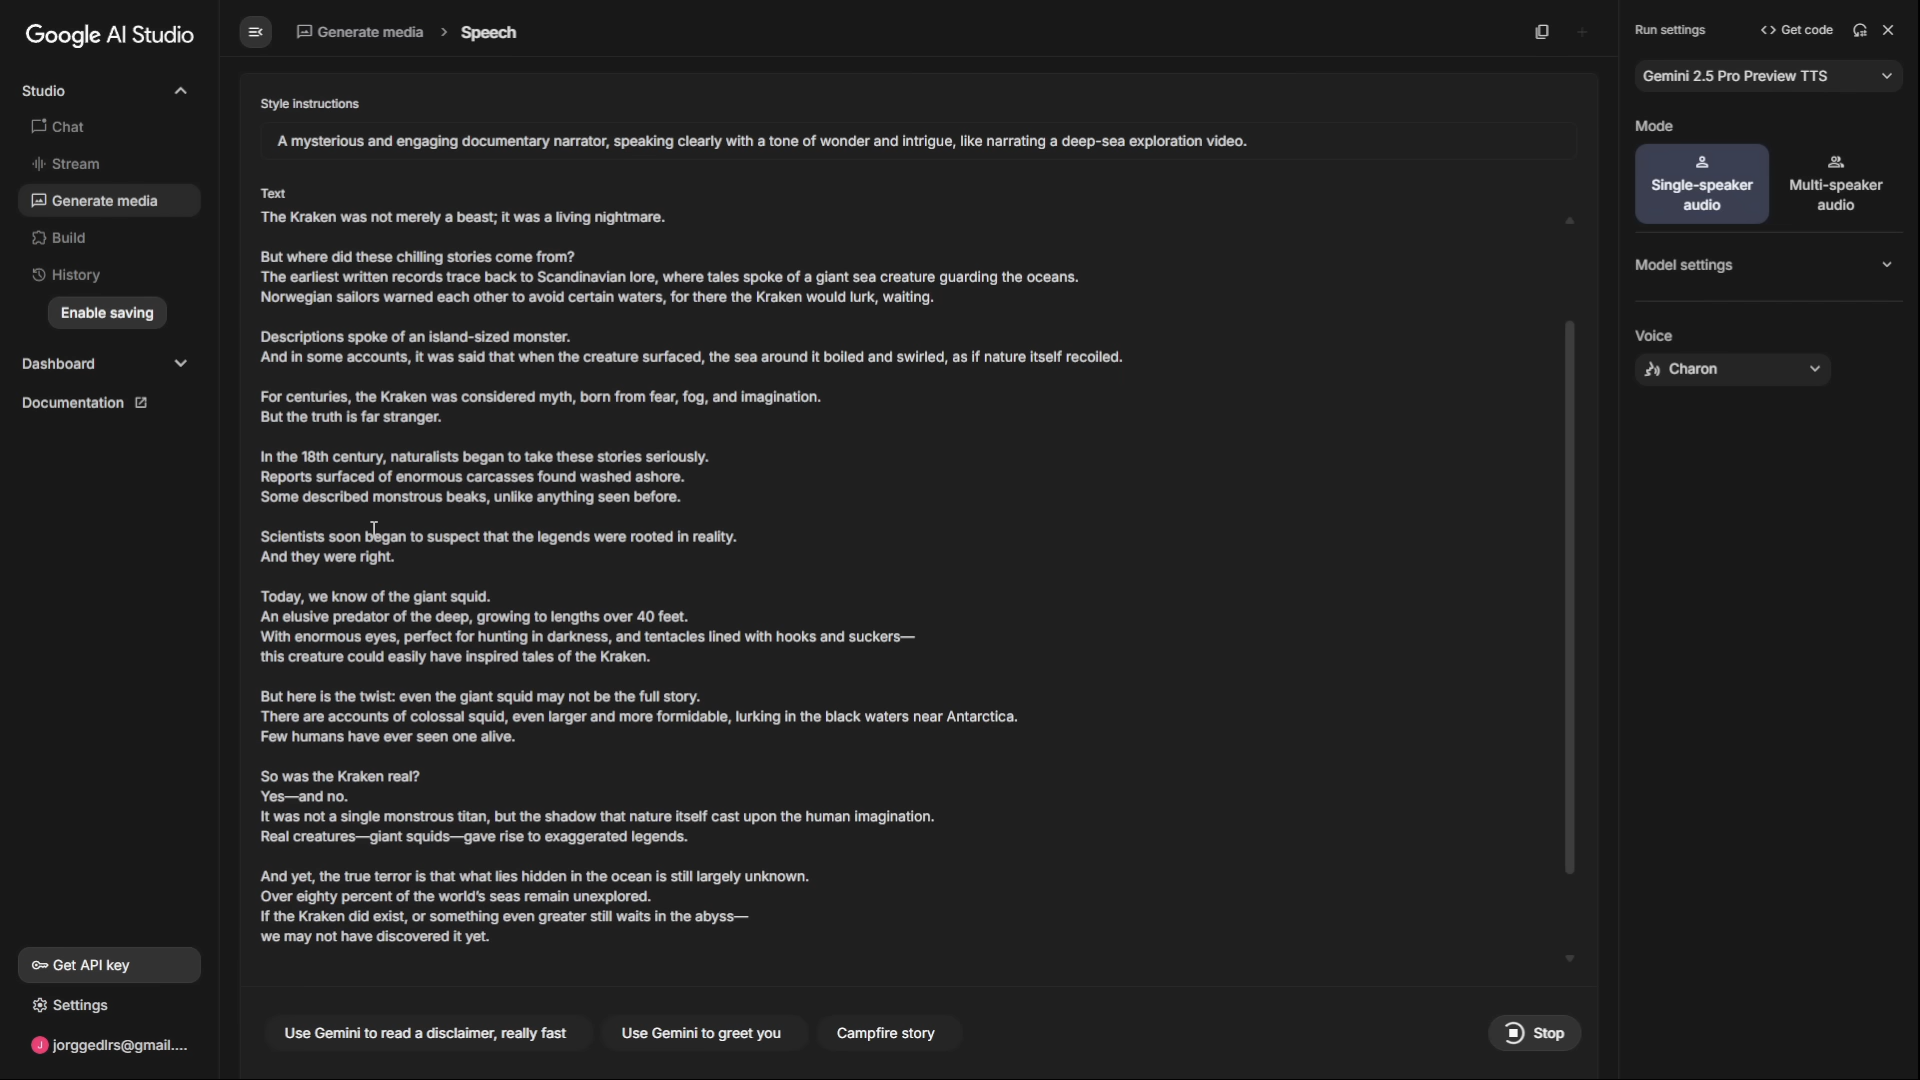 Google AI Studio
Studio
Chat
Stream
Generate media
Build
History
Enable saving
Dashboard
Documentation
Get API key
Settings
J
jorggedlrs@gmail....
Generate media > Speech
Style instructions
A mysterious and engaging documentary narrator, speaking clearly with a tone of wonder and intrigue, like narrating a deep-sea exploration video.
Text
The Kraken was not merely a beast; it was a living nightmare.
But where did these chilling stories come from?
The earliest written records trace back to Scandinavian lore, where tales spoke of a giant sea creature guarding the oceans.
Norwegian sailors warned each other to avoid certain waters, for there the Kraken would lurk, waiting.
Descriptions spoke of an island-sized monster.
And in some accounts, it was said that when the creature surfaced, the sea around it boiled and swirled, as if nature itself recoiled.
For centuries, the Kraken was considered myth, born from fear, fog, and imagination.
But the truth is far stranger.
In the 18th century, naturalists began to take these stories seriously.
Reports surfaced of enormous carcasses found washed ashore.
Some described monstrous beaks, unlike anything seen before.
Scientists soon began to suspect that the legends were rooted in reality.
And they were right.
Today, we know of the giant squid.
An elusive predator of the deep, growing to lengths over 40 feet.
With enormous eyes, perfect for hunting in darkness, and tentacles lined with hooks and suckers—
this creature could easily have inspired tales of the Kraken.
But here is the twist: even the giant squid may not be the full story.
There are accounts of colossal squid, even larger and more formidable, lurking in the black waters near Antarctica.
Few humans have ever seen one alive.
So was the Kraken real?
Yes—and no.
It was not a single monstrous titan, but the shadow that nature itself cast upon the human imagination.
Real creatures—giant squids—gave rise to exaggerated legends.
And yet, the true terror is that what lies hidden in the ocean is still largely unknown.
Over eighty percent of the world's seas remain unexplored.
If the Kraken did exist, or something even greater still waits in the abyss—
we may not have discovered it yet.
Use Gemini to read a disclaimer, really fast
Use Gemini to greet you
Campfire story
Stop
Run settings
<> Get code
Gemini 2.5 Pro Preview TTS
Mode
Single-speaker
audio
Multi-speaker
audio
Model settings
Voice
Charon